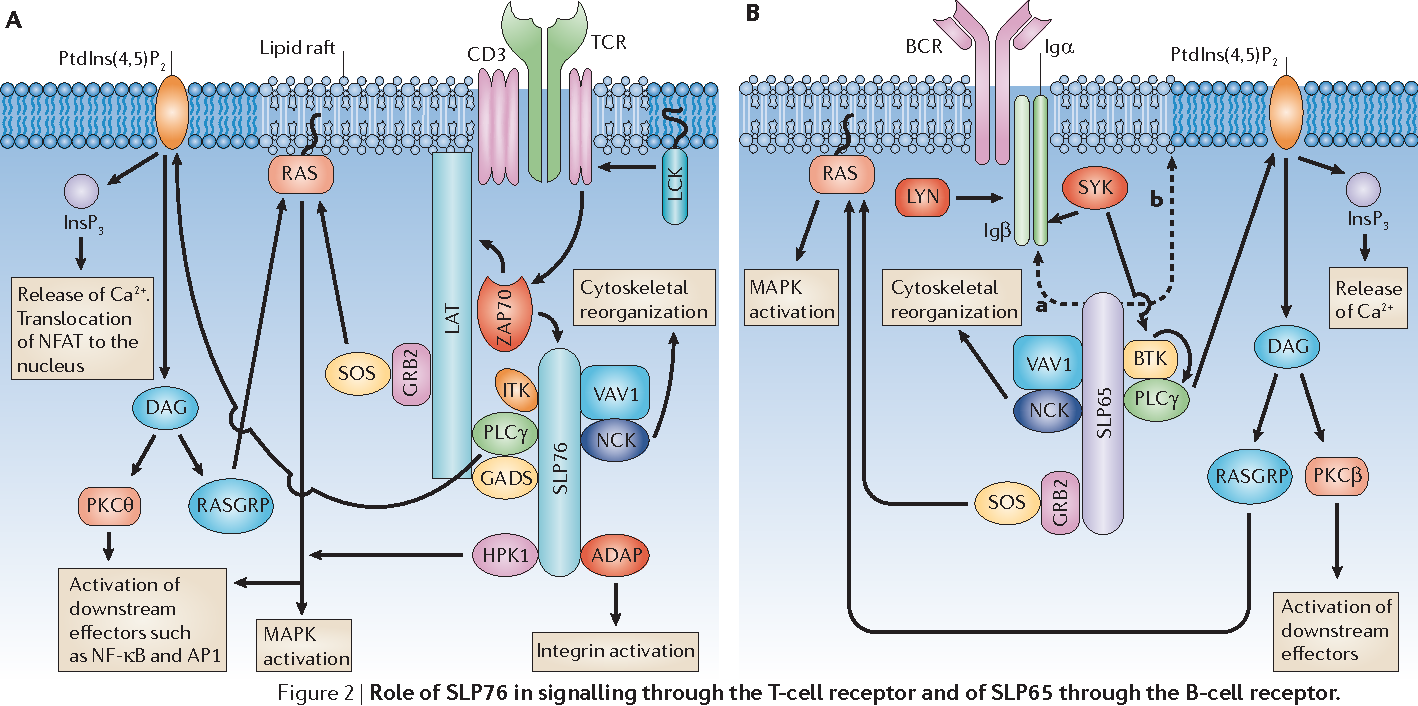 A
PtdIns(4,5)P2
Lipid raft
CD3
TCR
RAS
LCK
InsP3
Release of Ca2+.
Translocation
of NFAT to the
nucleus
LAT
ZAP70
Cytoskeletal
reorganization
SOS
GRB2
ITK
VAV1
DAG
PLCγ
NCK
GADS
SLP76
PKCθ
RASGRP
HPK1
ADAP
Activation of
downstream
effectors such
as NF-κB and AP1
MAPK
activation
Integrin activation
B
BCR
Igα
PtdIns(4,5)P2
RAS
LYN
SYK
b
Igβ
InsP3
MAPK
activation
Cytoskeletal
reorganization
a
Release
of Ca2+
VAV1
BTK
DAG
NCK
SLP65
PLCγ
RASGRP
PKCβ
SOS
GRB2
Activation of
downstream
effectors
Figure 2 | Role of SLP76 in signalling through the T-cell receptor and of SLP65 through the B-cell receptor.